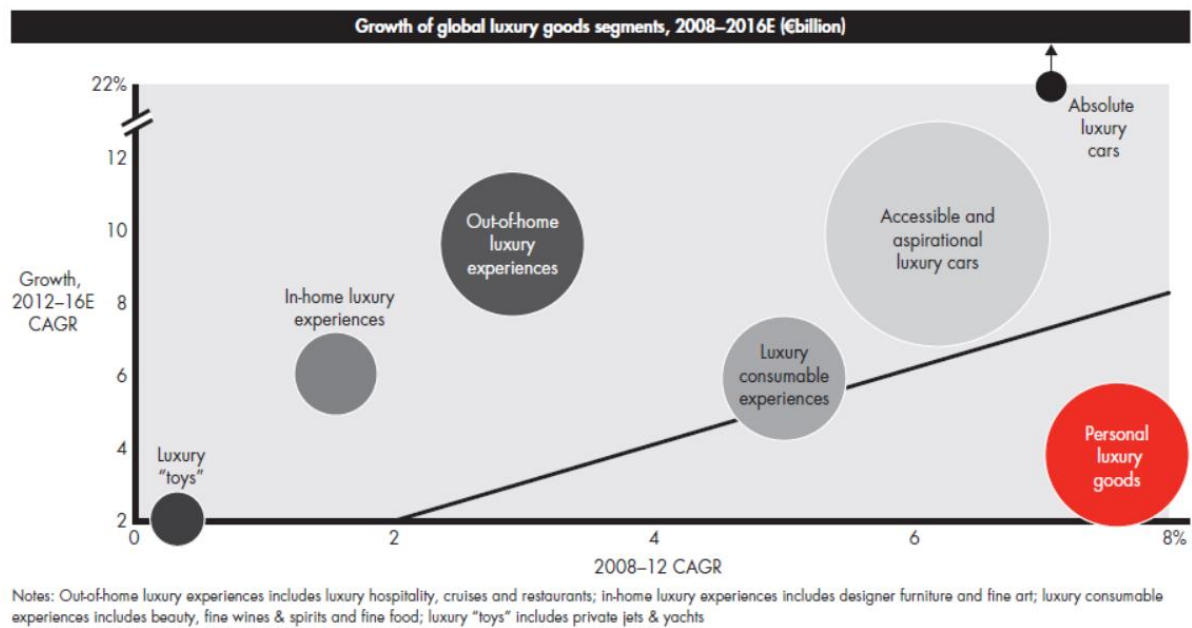 Growth of global luxury goods segments, 2008–2016E (€billion)
22%
12
10
8
6
4
2
Growth,
2012–16E
CAGR
Absolute
luxury
cars
Accessible and
aspirational
luxury cars
Out-of-home
luxury
experiences
In-home luxury
experiences
Luxury
consumable
experiences
Personal
luxury
goods
Luxury
"toys"
0
2
4
6
8%
2008–12 CAGR
Notes: Out-of-home luxury experiences includes luxury hospitality, cruises and restaurants; in-home luxury experiences includes designer furniture and fine art; luxury consumable
experiences includes beauty, fine wines & spirits and fine food; luxury "toys" includes private jets & yachts